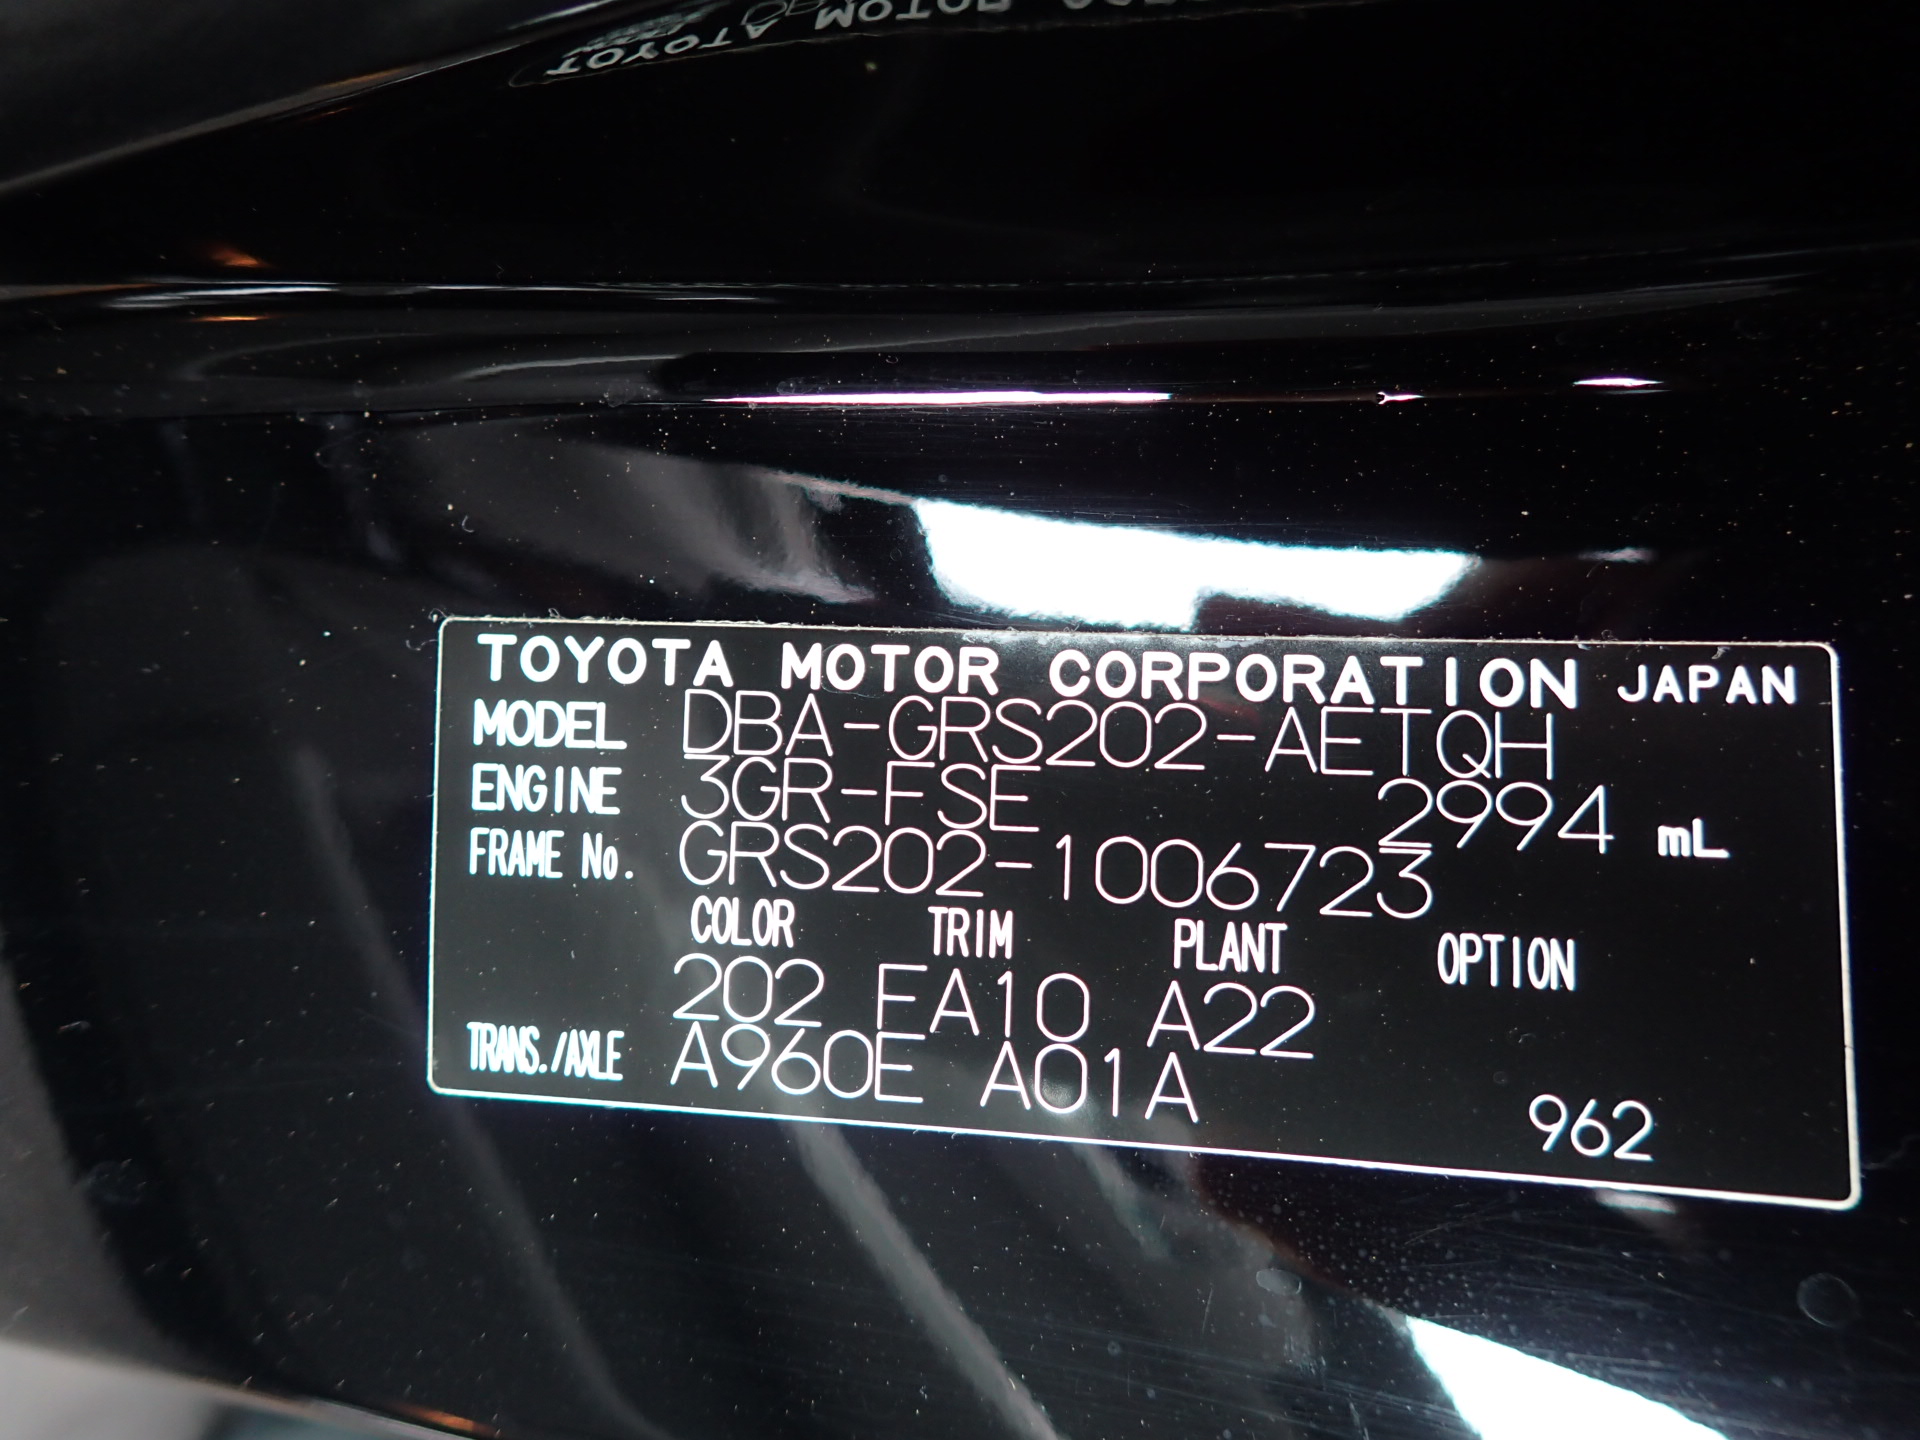 TOYOTA MOTOR CORPORATION JAPAN
MODEL DBA-GRS202-AETQH
ENGINE 3GR-FSE 2994 mL
FRAME No. GRS202-1006723
COLOR TRIM PLANT OPTION
202 FA10 A22
TRANS./AXLE A960E A01A
962